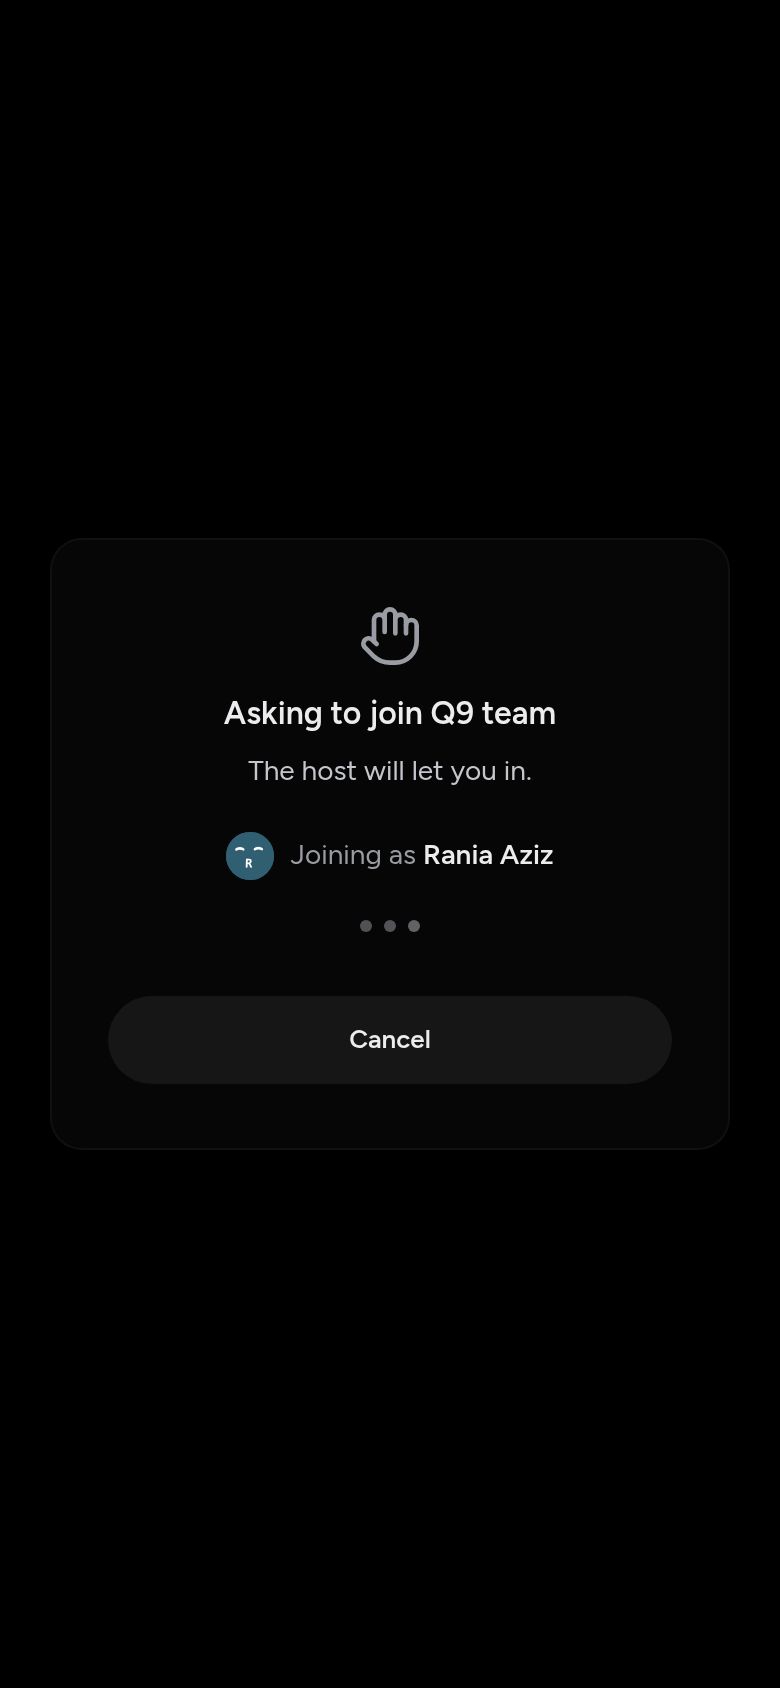 Asking to join Q9 team
The host will let you in.
R
Joining as Rania Aziz
Cancel